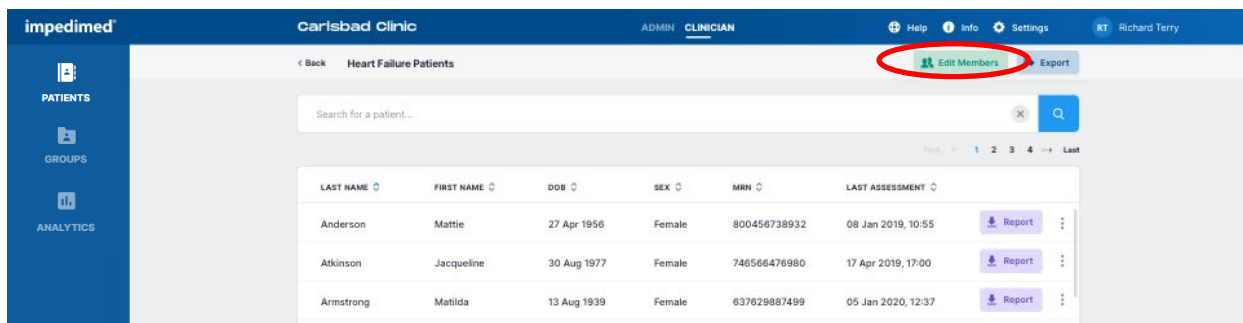 impedimed®
Carlsbad Clinic
ADMIN CLINICIAN
Help Info Settings
RT Richard Terry
PATIENTS
GROUPS
ANALYTICS
‹ Back Heart Failure Patients
Edit Members Export
Search for a patient...
1 2 3 4 → Last
LAST NAME FIRST NAME DOB SEX MRN LAST ASSESSMENT
Anderson Mattie 27 Apr 1956 Female 800456738932 08 Jan 2019, 10:55 Report
Atkinson Jacqueline 30 Aug 1977 Female 746566476980 17 Apr 2019, 17:00 Report
Armstrong Matilda 13 Aug 1939 Female 637629887499 05 Jan 2020, 12:37 Report